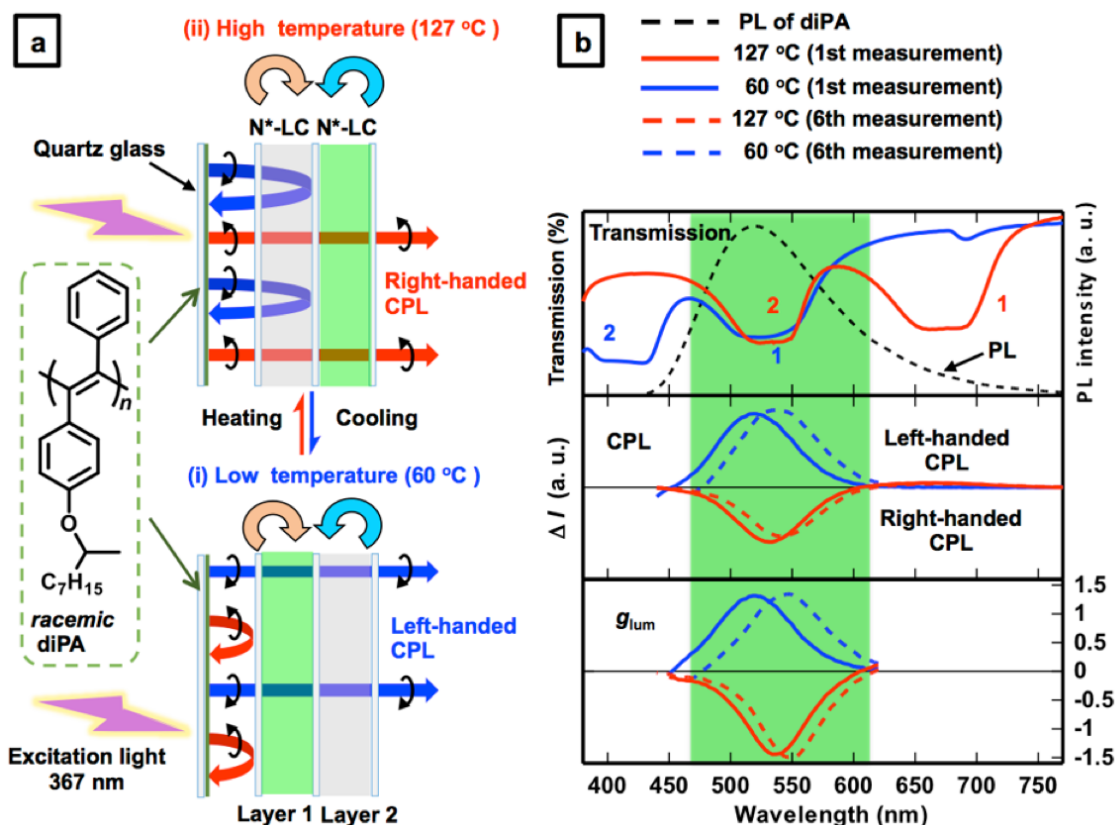 a
(ii) High temperature (127 °C )
N*-LC N*-LC
Quartz glass
Right-handed
CPL
n
O
C7H15
racemic
diPA
Heating
Cooling
(i) Low temperature (60 °C )
Left-handed
CPL
Excitation light
367 nm
Layer 1 Layer 2
b
PL of diPA
127 °C (1st measurement)
60 °C (1st measurement)
127 °C (6th measurement)
60 °C (6th measurement)
Transmission (%)
PL intensity (a. u.)
Transmission
2
1
2
1
PL
Δ I (a. u.)
CPL
Left-handed
CPL
Right-handed
CPL
glum
1.5
1
0.5
0
-0.5
-1
-1.5
400 450 500 550 600 650 700 750
Wavelength (nm)